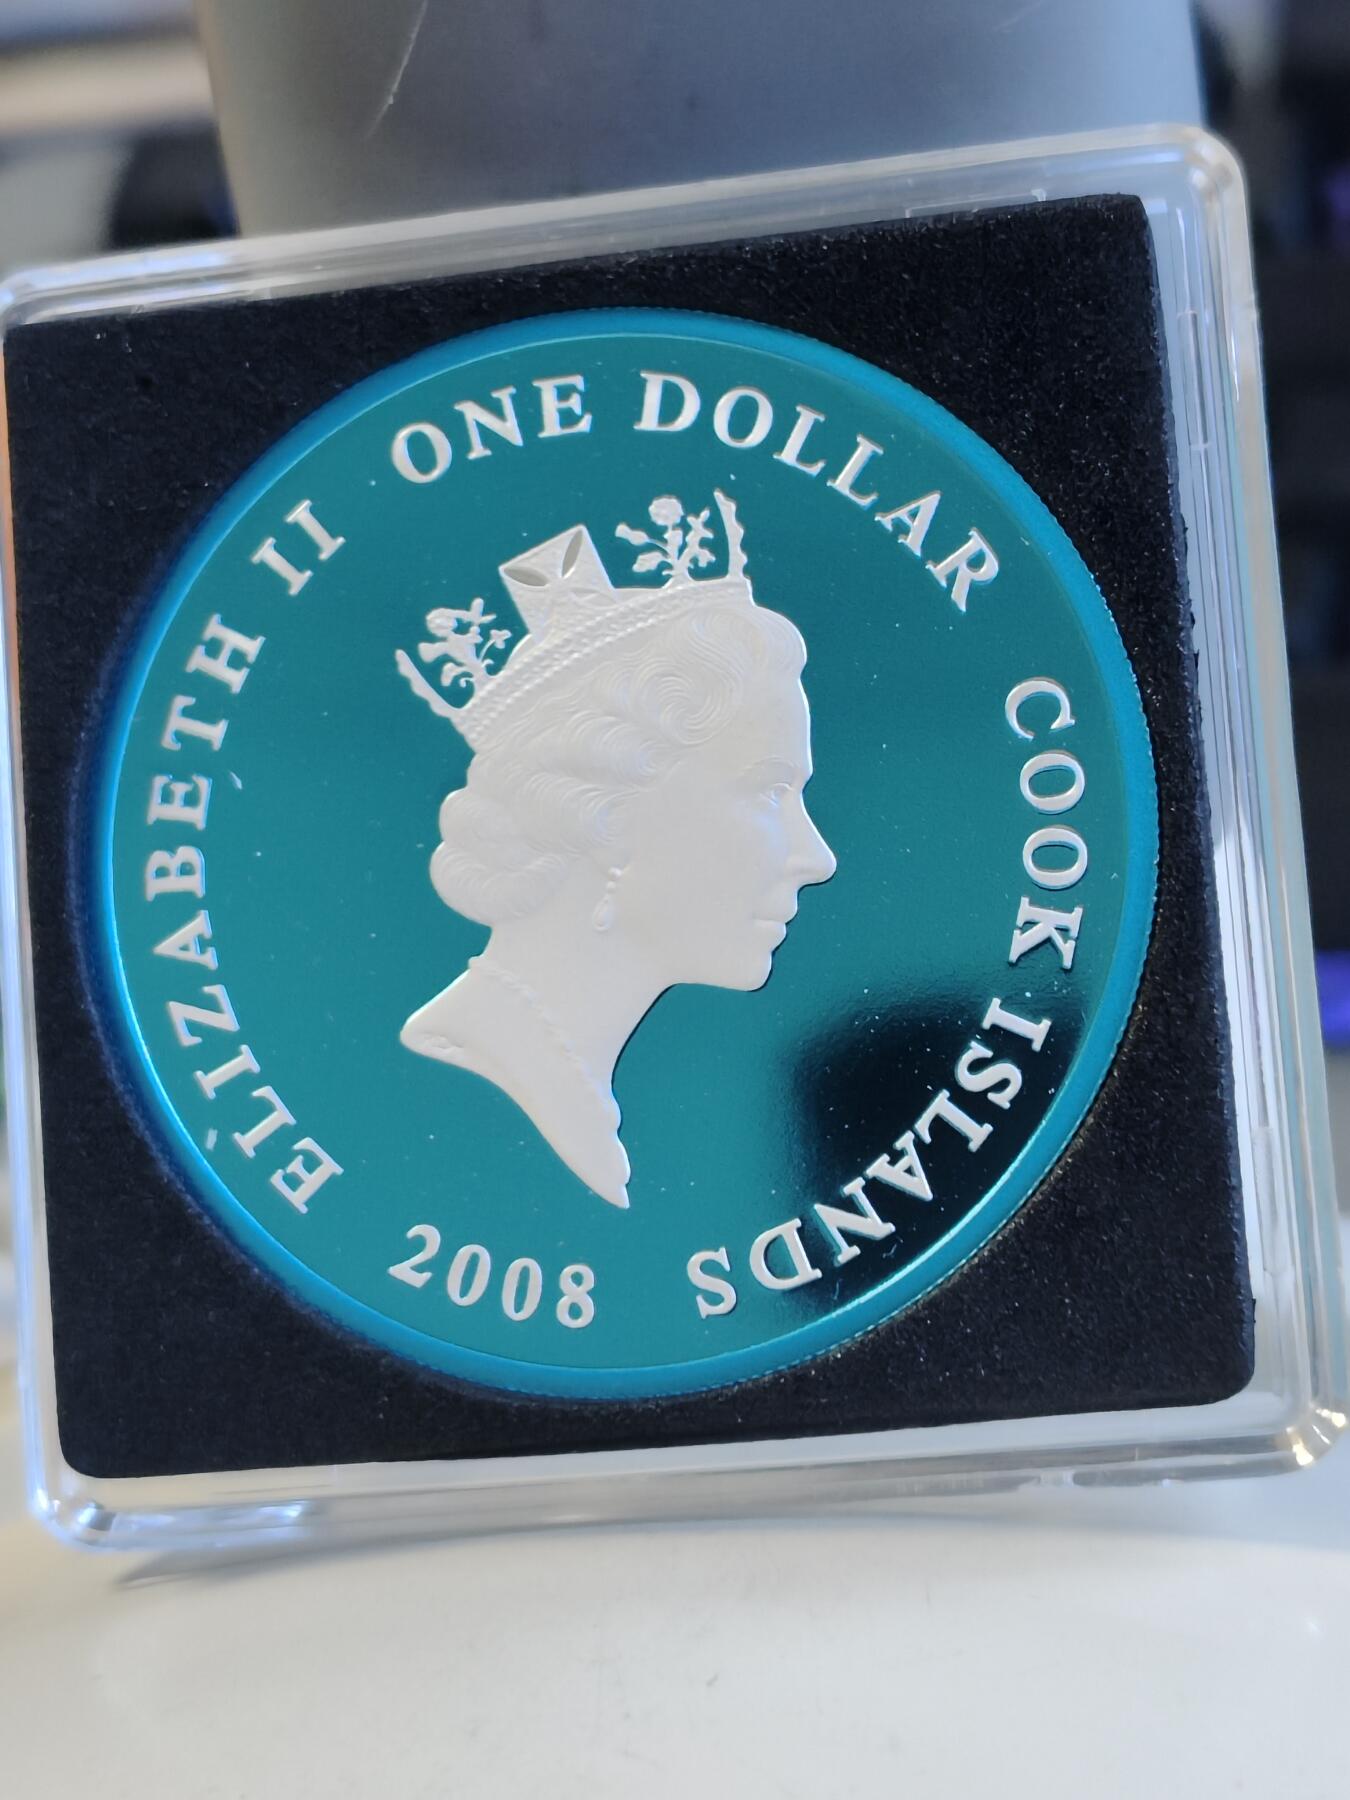 ELIZABETH II ONE DOLLAR COOK ISLANDS
2008